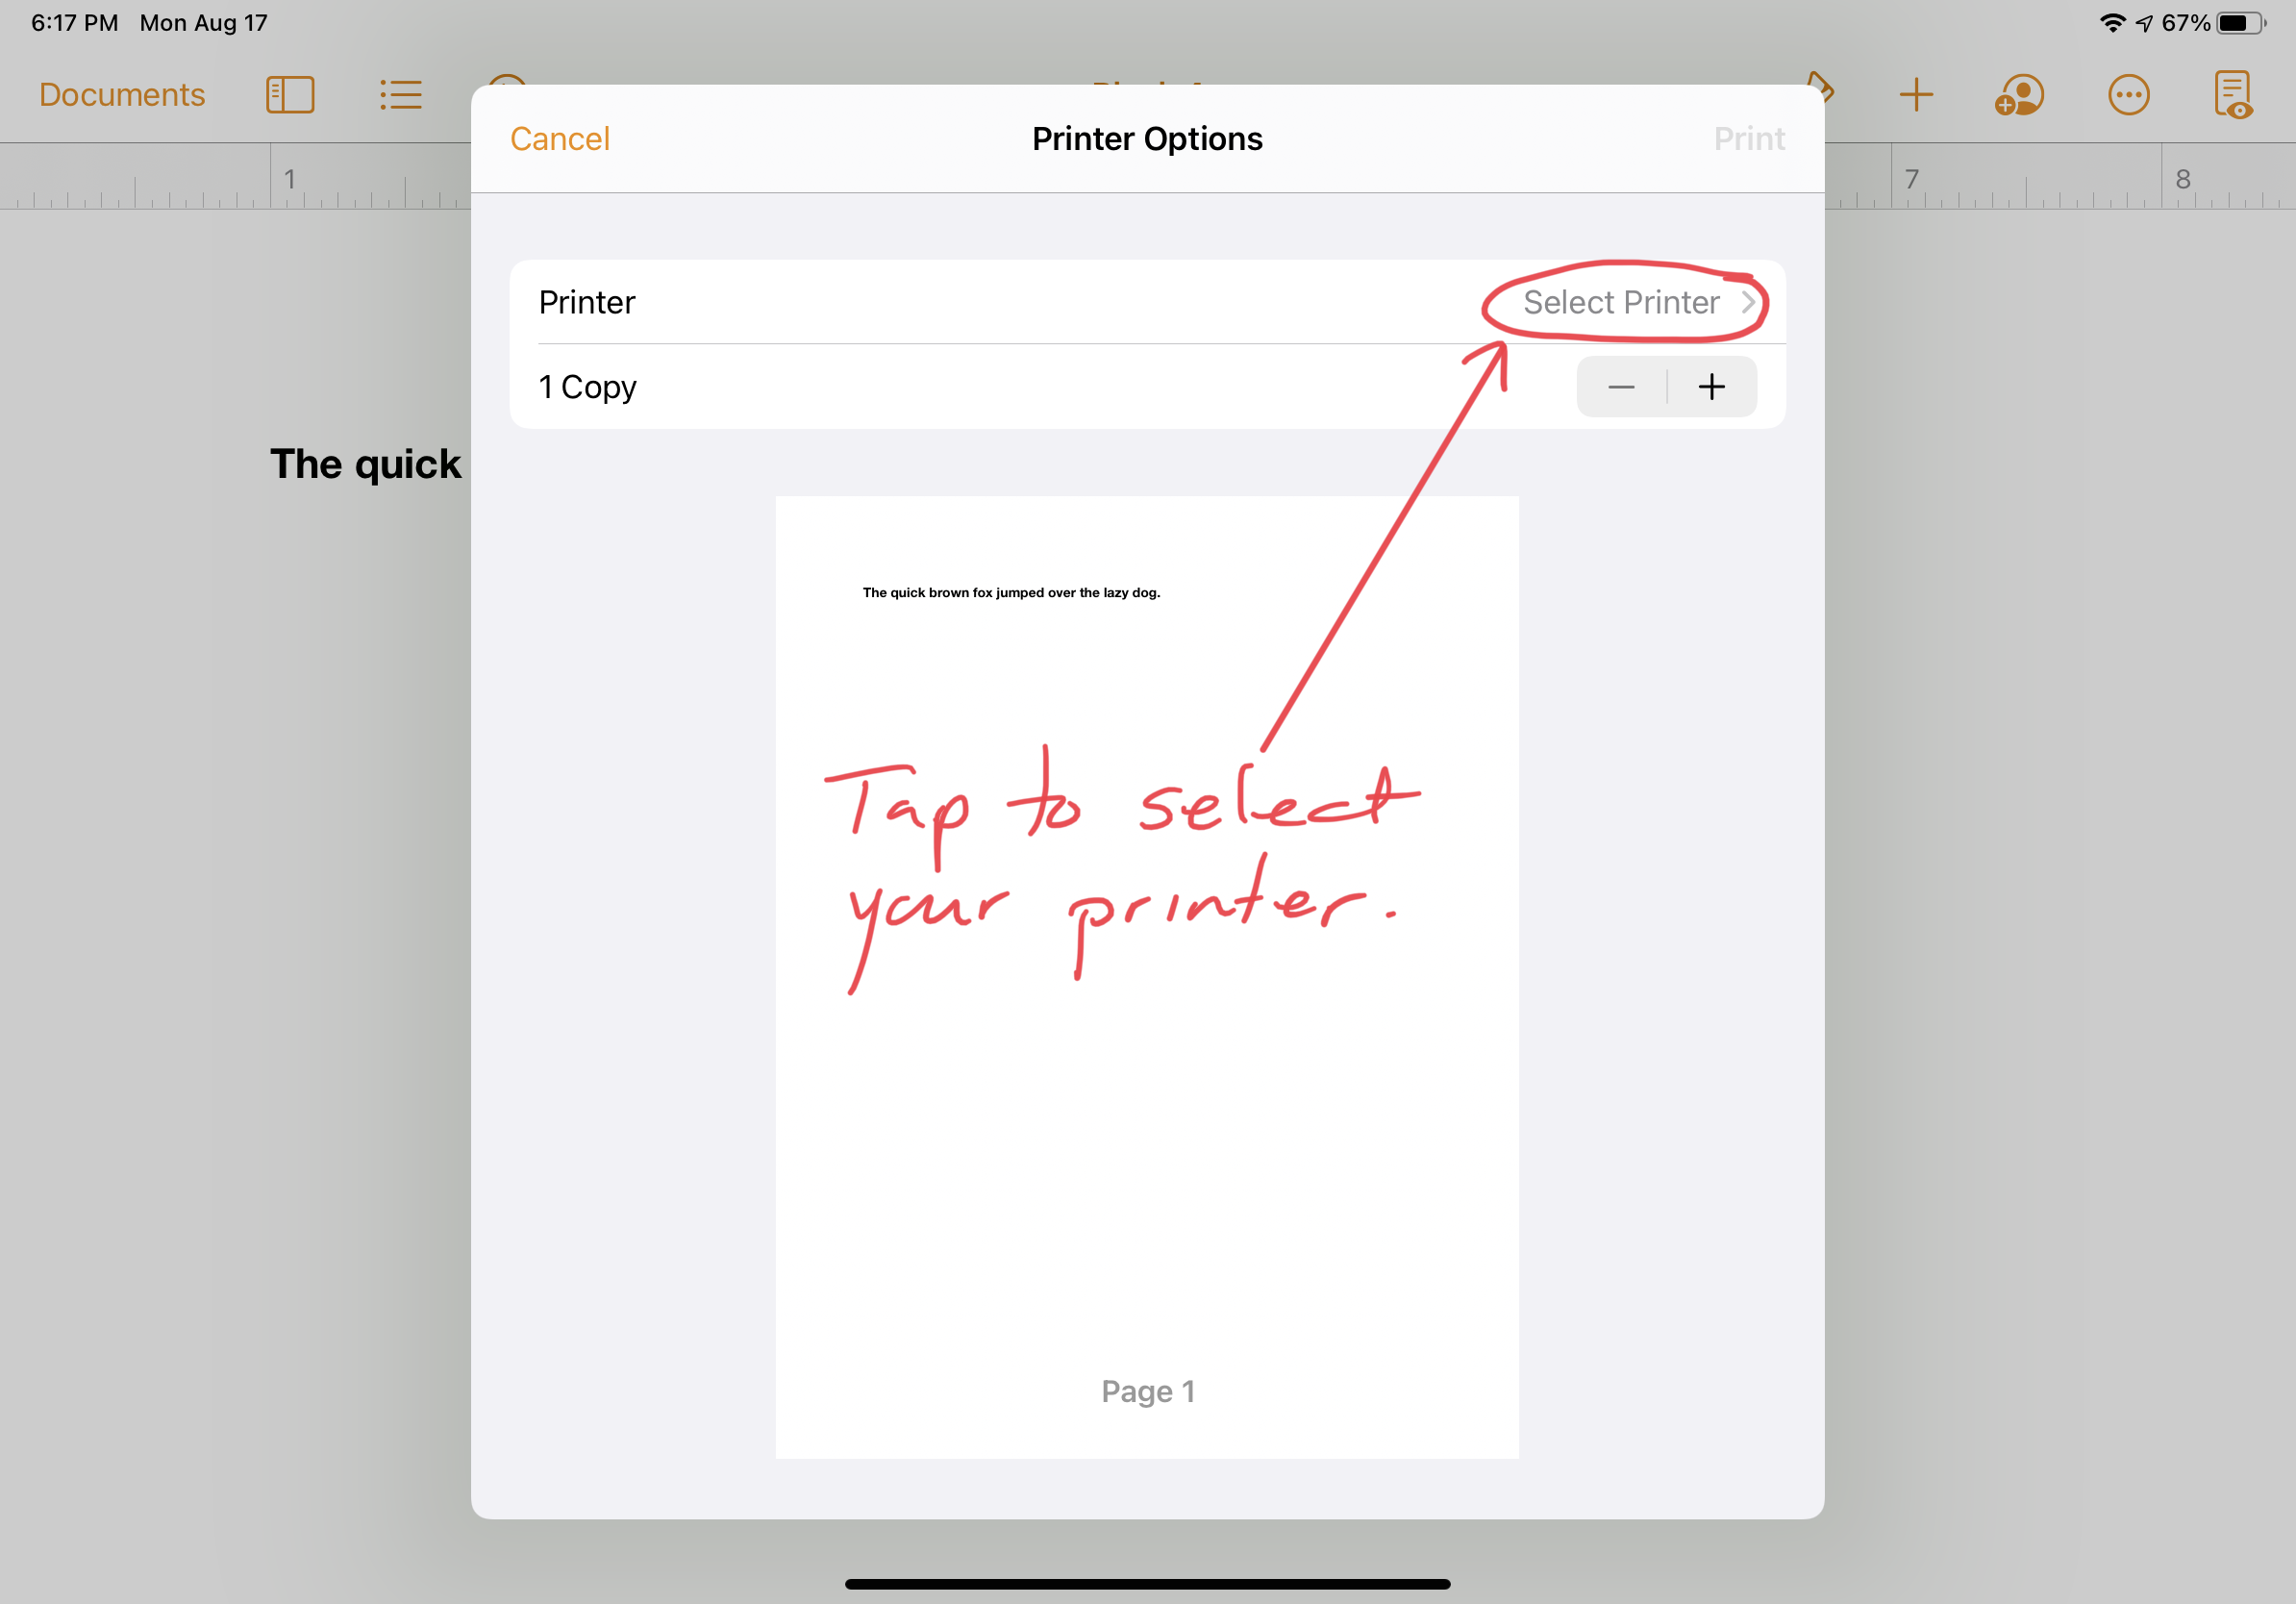 6:17 PM Mon Aug 17
67%
Documents
Cancel
Printer Options
Print
1
7
8
Printer
Select Printer
1 Copy
The quick
The quick brown fox jumped over the lazy dog.
Tap to select
your printer.
Page 1